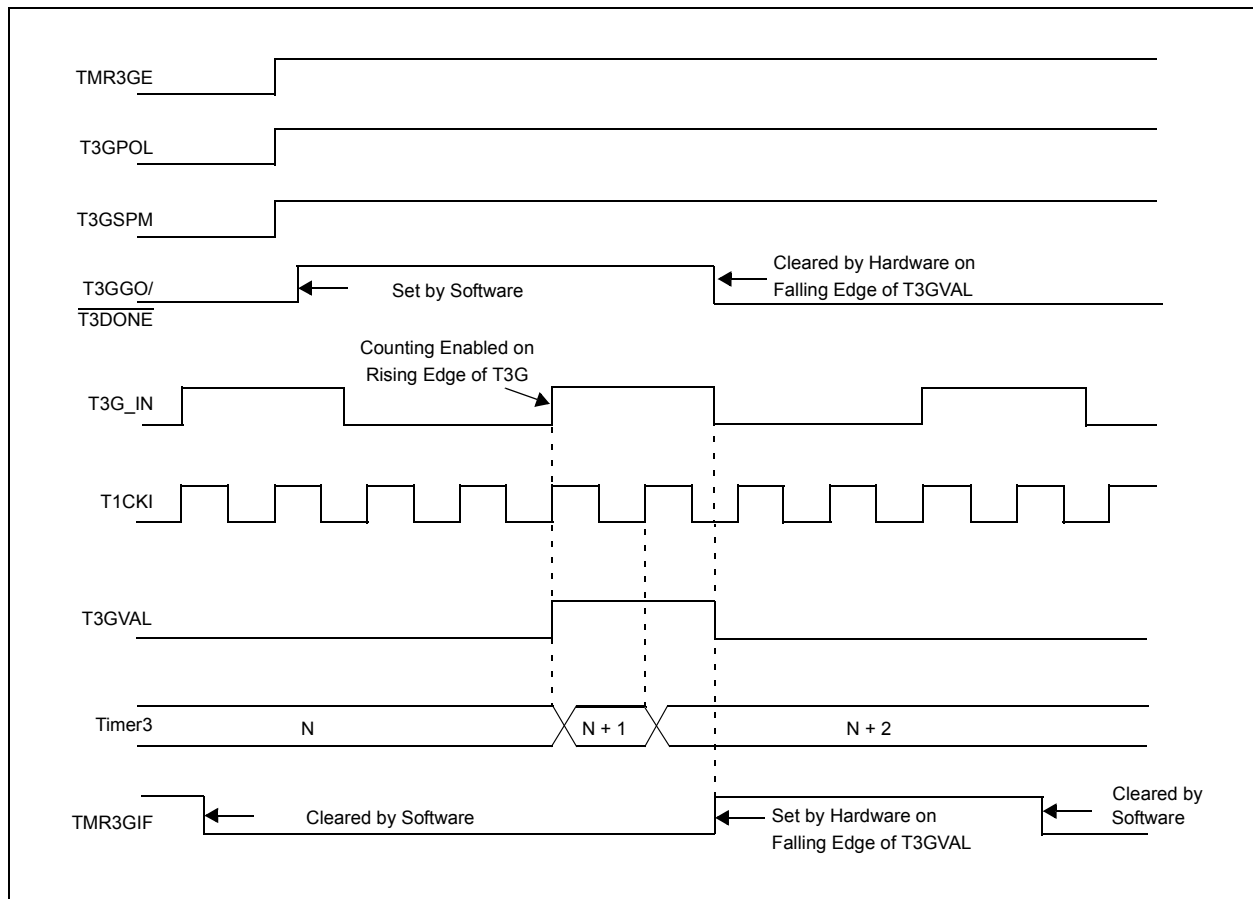 TMR3GE
T3GPOL
T3GSPM
T3GGO/
T3DONE
Set by Software
Cleared by Hardware on
Falling Edge of T3GVAL
Counting Enabled on
Rising Edge of T3G
T3G_IN
T1CKI
T3GVAL
Timer3
N
N + 1
N + 2
TMR3GIF
Cleared by Software
Set by Hardware on
Falling Edge of T3GVAL
Cleared by
Software